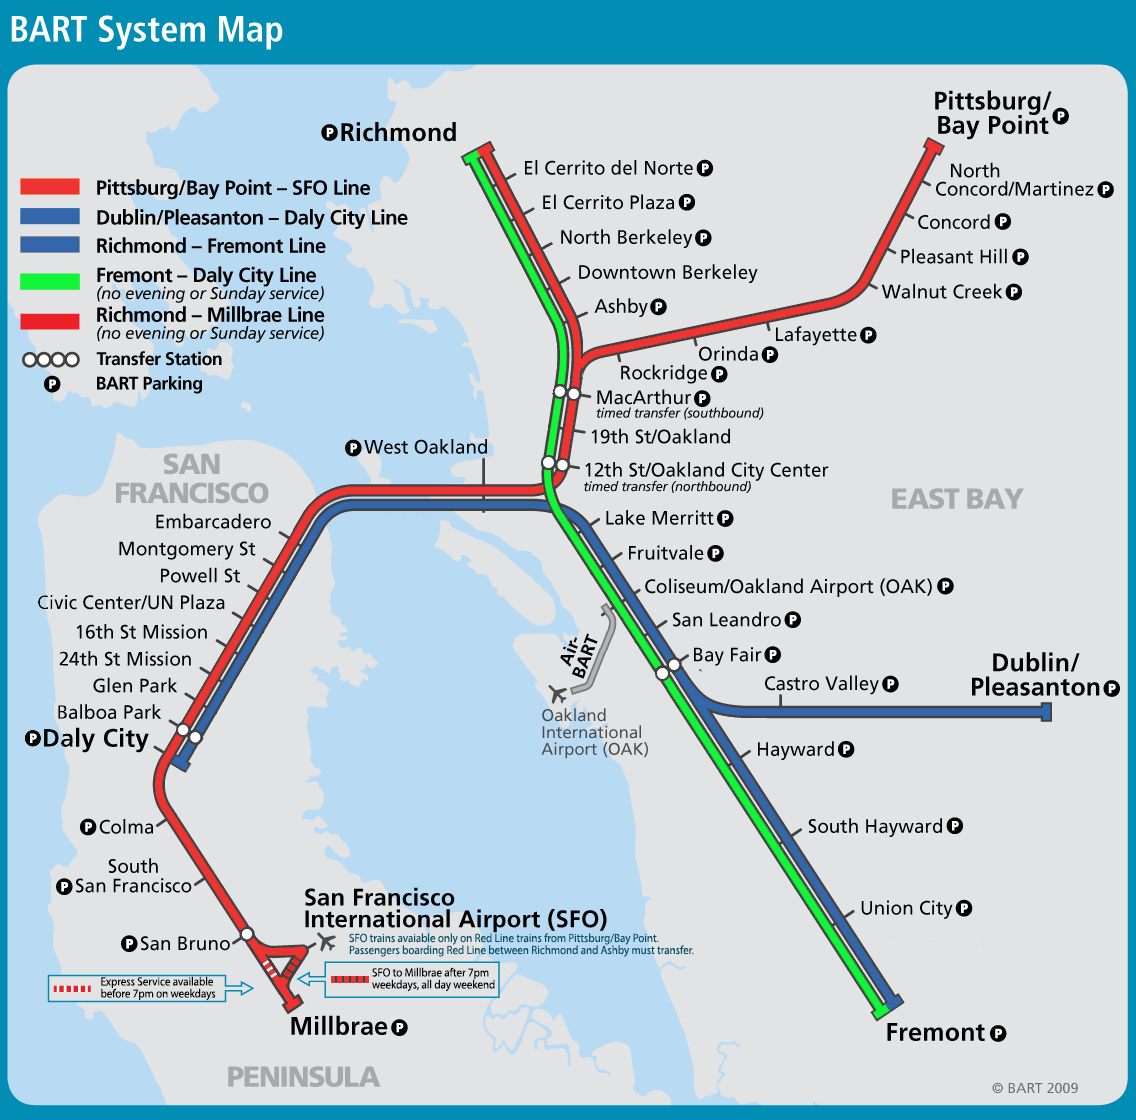 BART System Map
Pittsburg/
Bay Point P
P Richmond
El Cerrito del Norte P
North
Concord/Martinez P
Pittsburg/Bay Point – SFO Line
El Cerrito Plaza P
Dublin/Pleasanton – Daly City Line
Concord P
North Berkeley P
Richmond – Fremont Line
Pleasant Hill P
Downtown Berkeley
Fremont – Daly City Line
(no evening or Sunday service)
Walnut Creek P
Ashby P
Richmond – Millbrae Line
(no evening or Sunday service)
Lafayette P
Orinda P
Transfer Station
Rockridge P
P BART Parking
MacArthur P
timed transfer (southbound)
19th St/Oakland
P West Oakland
12th St/Oakland City Center
timed transfer (northbound)
SAN
FRANCISCO
EAST BAY
Embarcadero
Lake Merritt P
Montgomery St
Fruitvale P
Powell St
Coliseum/Oakland Airport (OAK) P
Civic Center/UN Plaza
San Leandro P
16th St Mission
Air-
BART
24th St Mission
Bay Fair P
Dublin/
Pleasanton P
Glen Park
Castro Valley P
Balboa Park
Oakland
International
Airport (OAK)
P Daly City
Hayward P
P Colma
South Hayward P
South
P San Francisco
San Francisco
International Airport (SFO)
Union City P
SFO trains avaiable only on Red Line trains from Pittsburg/Bay Point.
Passengers boarding Red Line between Richmond and Ashby must transfer.
P San Bruno
Express Service available
before 7pm on weekdays
SFO to Millbrae after 7pm
weekdays, all day weekend
Millbrae P
Fremont P
PENINSULA
© BART 2009